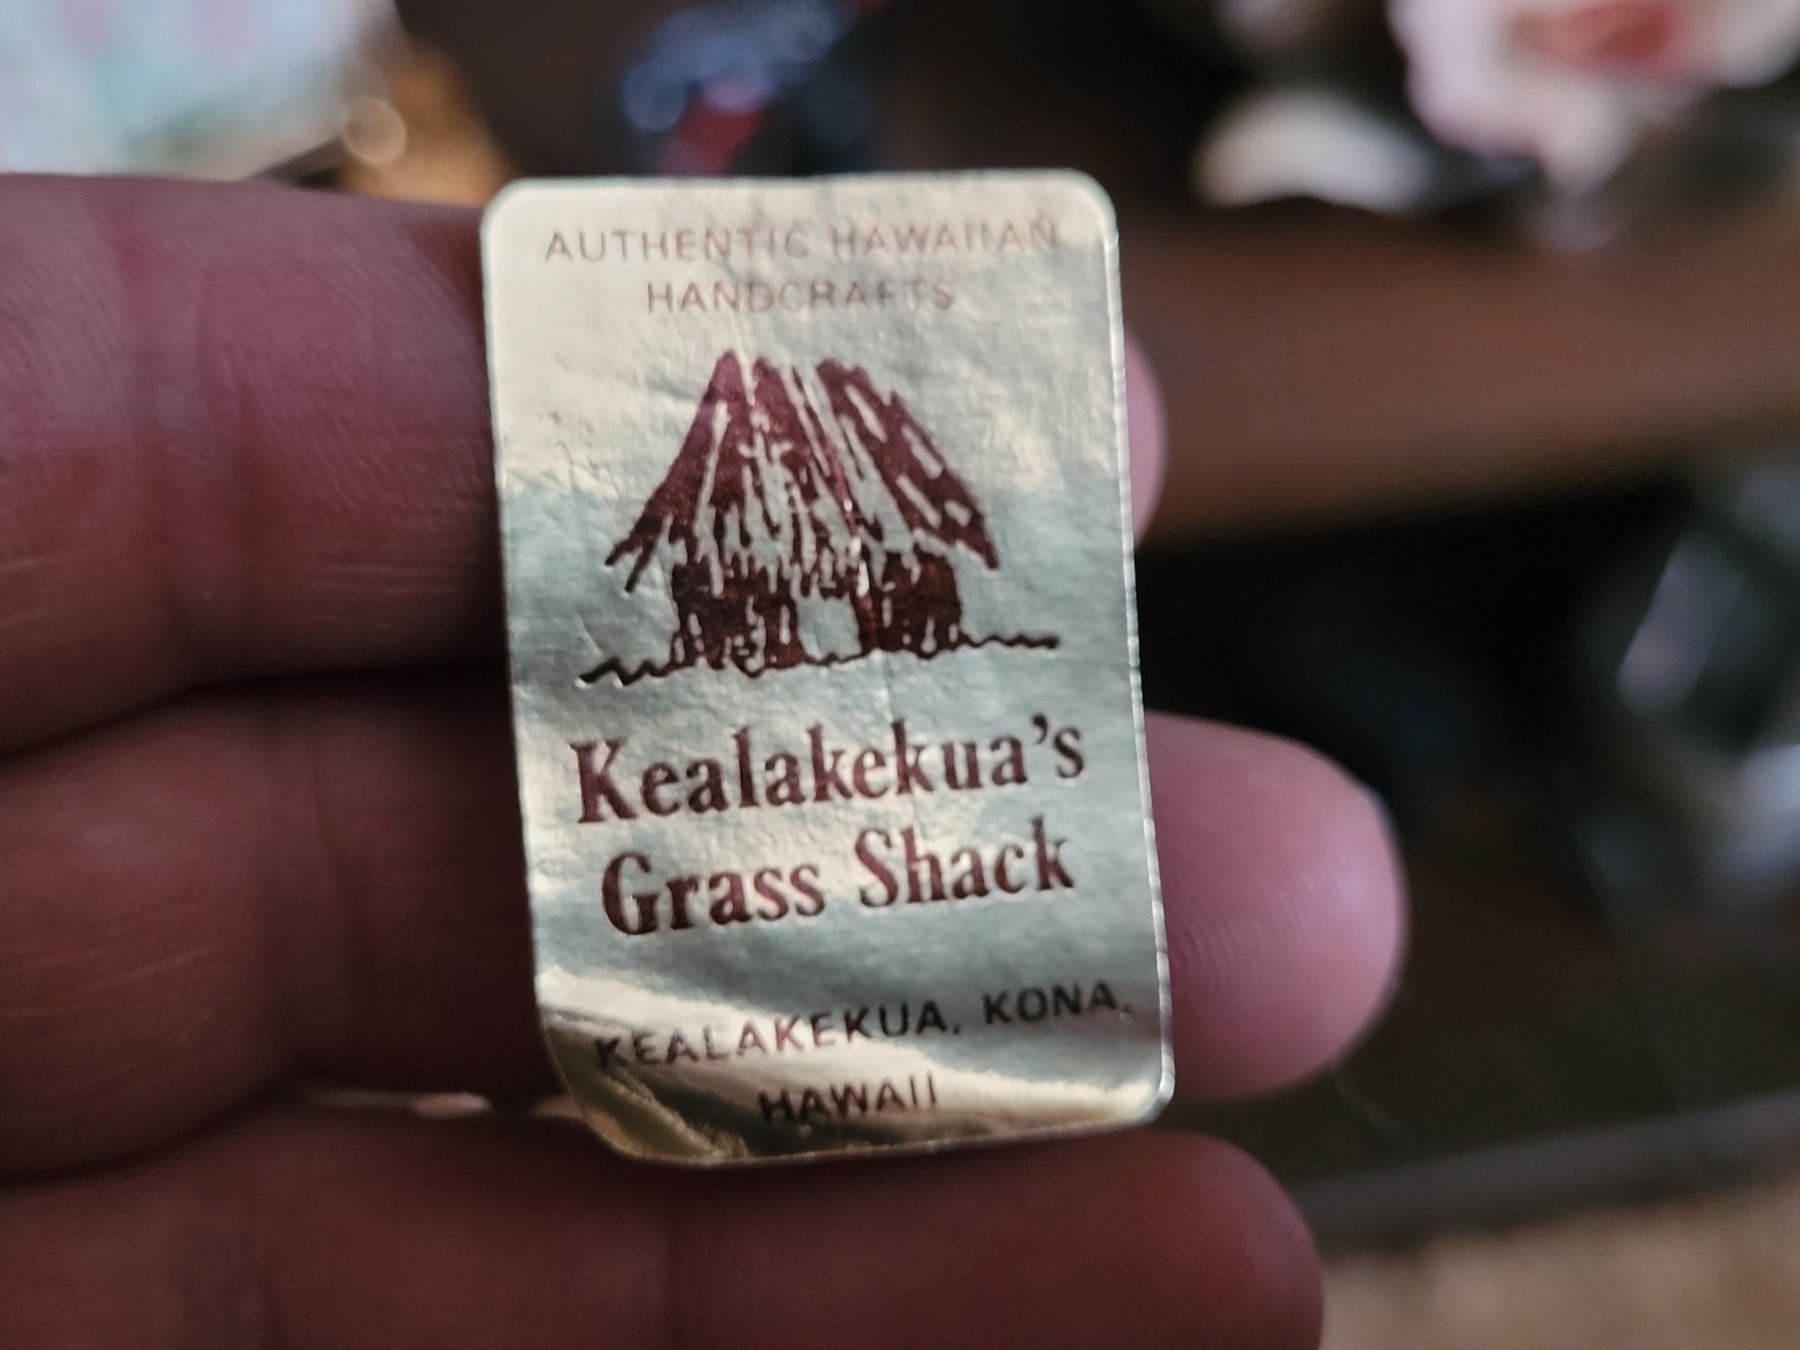 AUTHENTIC HAWAIIAN
HANDCRAFTS
Kealakekua's
Grass Shack
KEALAKEKUA, KONA,
HAWAII